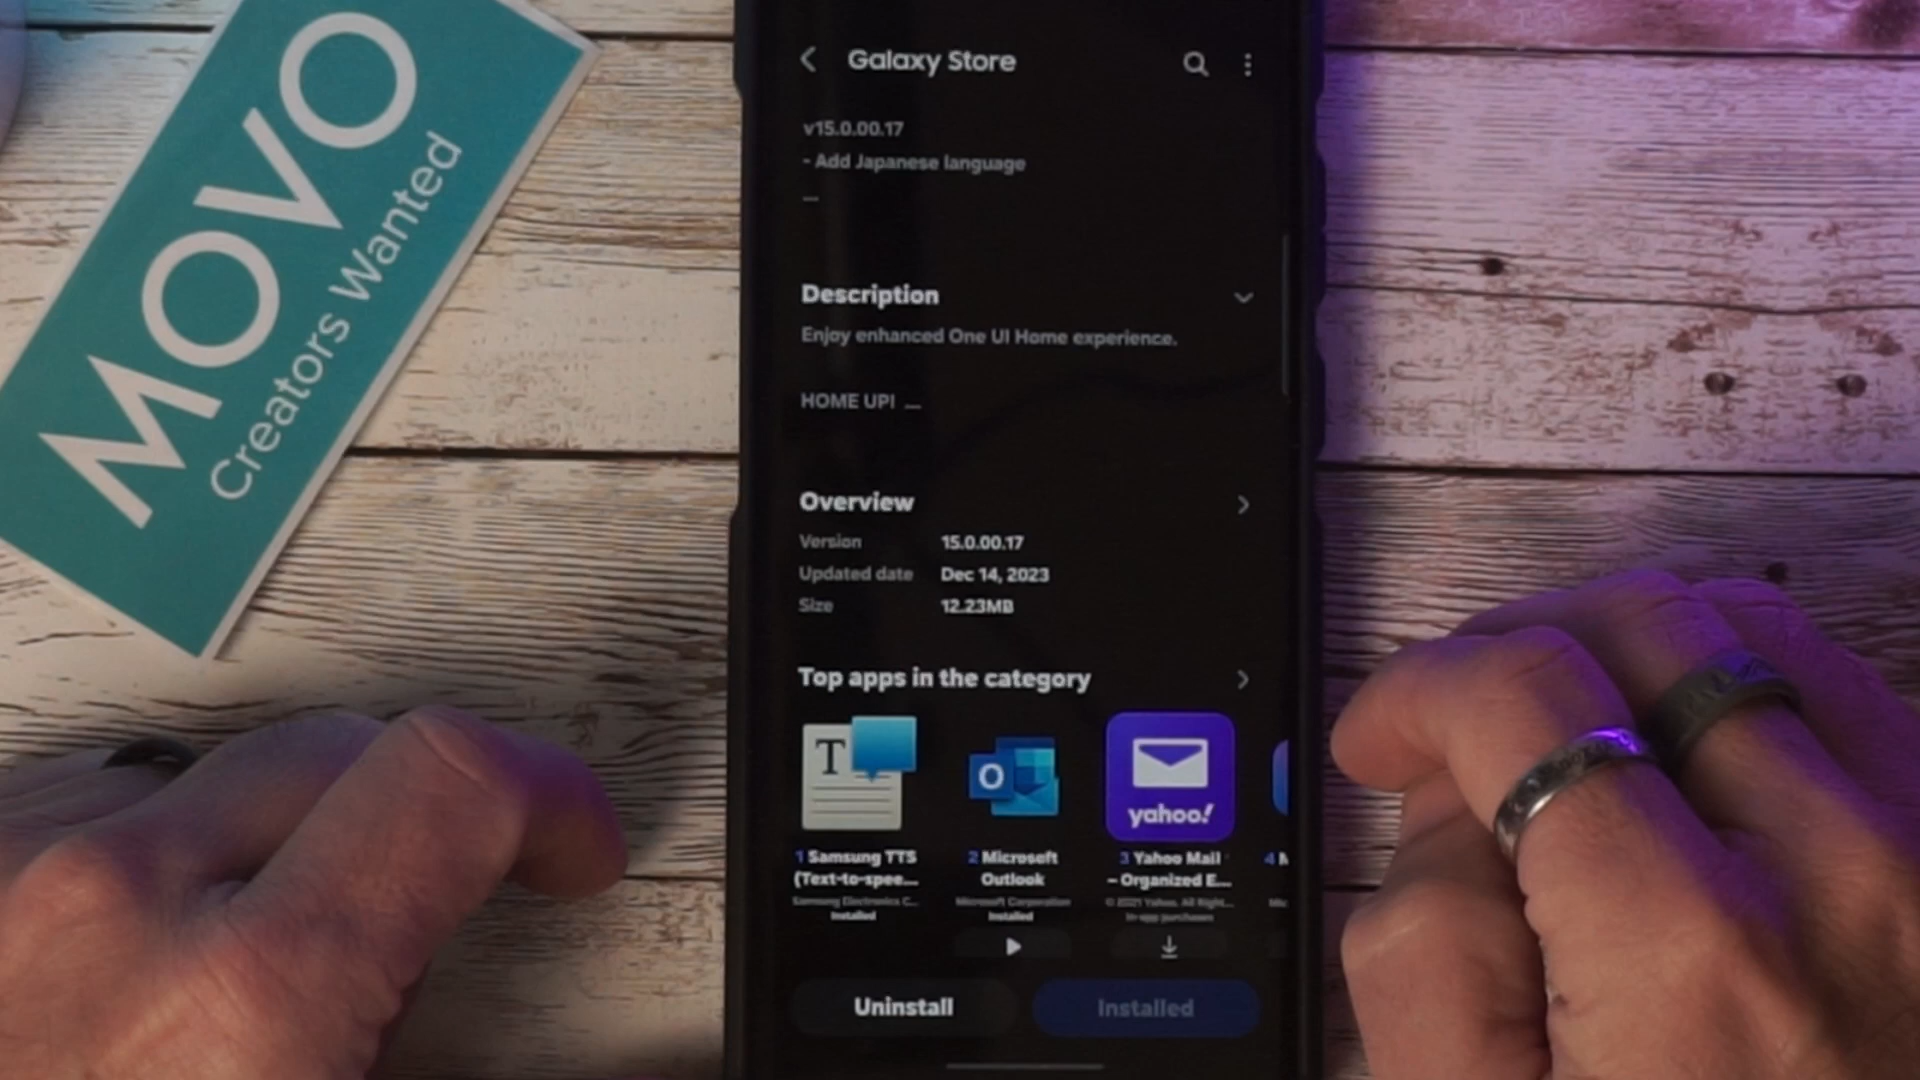 MOVO
Creators Wanted
Galaxy Store
v15.0.00.17
- Add Japanese language
...
Description
Enjoy enhanced One UI Home experience.
HOME UP! ...
Overview
Version 15.0.00.17
Updated date Dec 14, 2023
Size 12.23MB
Top apps in the category
T
O
yahoo!
1 Samsung TTS (Text-to-spee...
Samsung Electronics C...
Installed
2 Microsoft Outlook
Microsoft Corporation
Installed
3 Yahoo Mail – Organized E...
© 2021 Yahoo. All Right...
In-app purchases
4 M
Uninstall
Installed